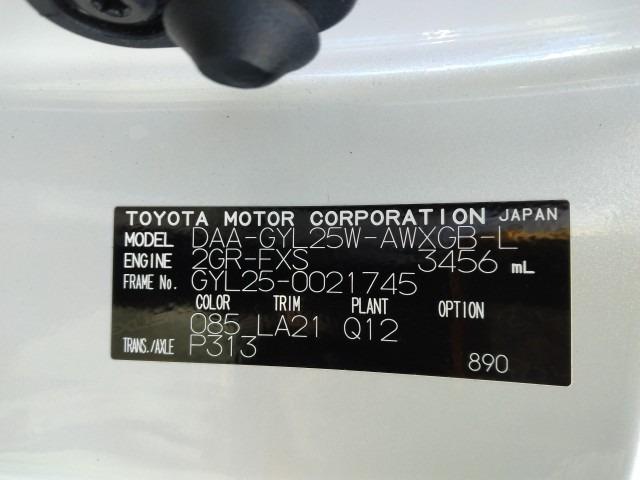 TOYOTA MOTOR CORPORATION JAPAN
MODEL DAA-GYL25W-AWXGB-L
ENGINE 2GR-FXS 3456 mL
FRAME No. GYL25-0021745
COLOR TRIM PLANT OPTION
085 LA21 Q12
TRANS./AXLE P313
890